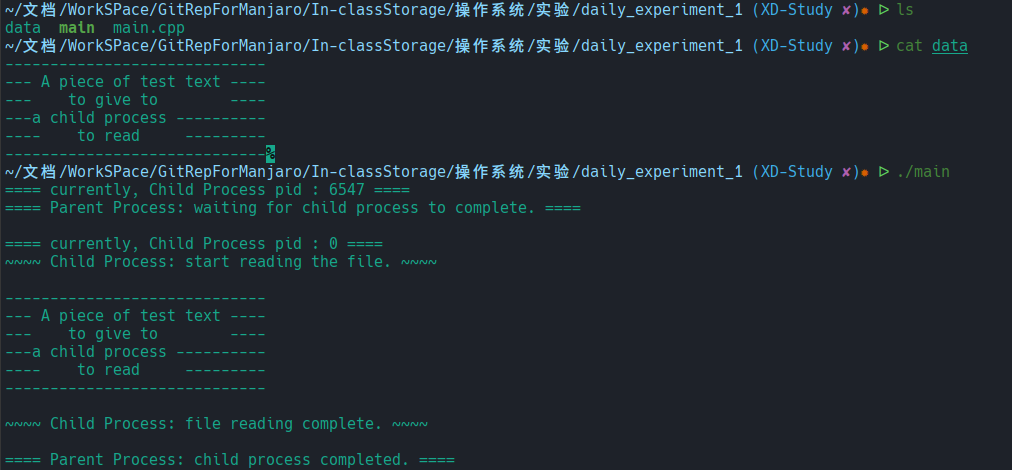 ~/文档/WorkSPace/GitRepForManjaro/In-classStorage/操作系统/实验/daily_experiment_1 (XD-Study ✘)● ▷ ls
data  main  main.cpp
~/文档/WorkSPace/GitRepForManjaro/In-classStorage/操作系统/实验/daily_experiment_1 (XD-Study ✘)● ▷ cat data
-----------------------------
--- A piece of test text ----
---    to give to        ----
---a child process ----------
----    to read     ---------
-----------------------------%
~/文档/WorkSPace/GitRepForManjaro/In-classStorage/操作系统/实验/daily_experiment_1 (XD-Study ✘)● ▷ ./main
==== currently, Child Process pid : 6547 ====
==== Parent Process: waiting for child process to complete. ====

==== currently, Child Process pid : 0 ====
~~~~ Child Process: start reading the file. ~~~~

-----------------------------
--- A piece of test text ----
---    to give to        ----
---a child process ----------
----    to read     ---------
-----------------------------

~~~~ Child Process: file reading complete. ~~~~

==== Parent Process: child process completed. ====